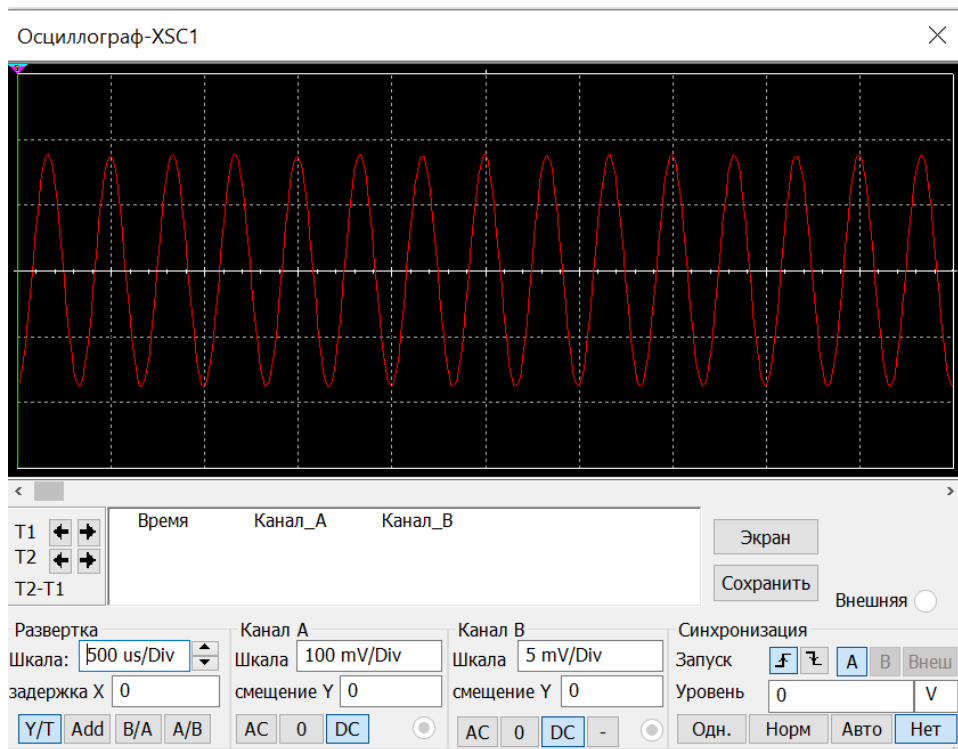 Осциллограф-XSC1
Время Канал_A Канал_B
T1
T2
T2-T1
Экран
Сохранить
Внешняя
Развертка
Шкала: 500 us/Div
задержка X 0
Y/T Add B/A A/B
Канал A
Шкала 100 mV/Div
смещение Y 0
AC 0 DC
Канал B
Шкала 5 mV/Div
смещение Y 0
AC 0 DC -
Синхронизация
Запуск A B Внеш
Уровень 0 V
Одн. Норм Авто Нет